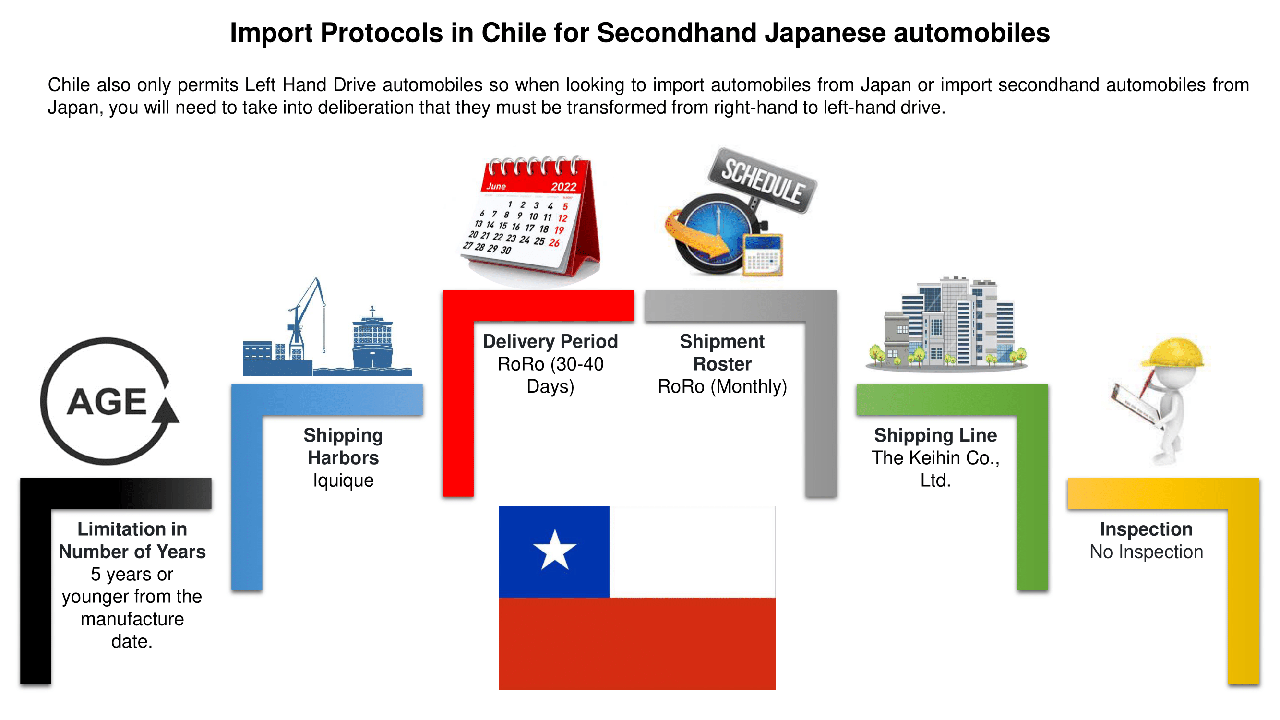 Import Protocols in Chile for Secondhand Japanese automobiles
Chile also only permits Left Hand Drive automobiles so when looking to import automobiles from Japan or import secondhand automobiles from
Japan, you will need to take into deliberation that they must be transformed from right-hand to left-hand drive.
June 2022
1 2 3 4 5
6 7 8 9 10 11 12
13 14 15 16 17 18 19
20 21 22 23 24 25 26
27 28 29 30
SCHEDULE
AGE
Limitation in
Number of Years
5 years or
younger from the
manufacture
date.
Shipping
Harbors
Iquique
Delivery Period
RoRo (30-40
Days)
Shipment
Roster
RoRo (Monthly)
Shipping Line
The Keihin Co.,
Ltd.
Inspection
No Inspection